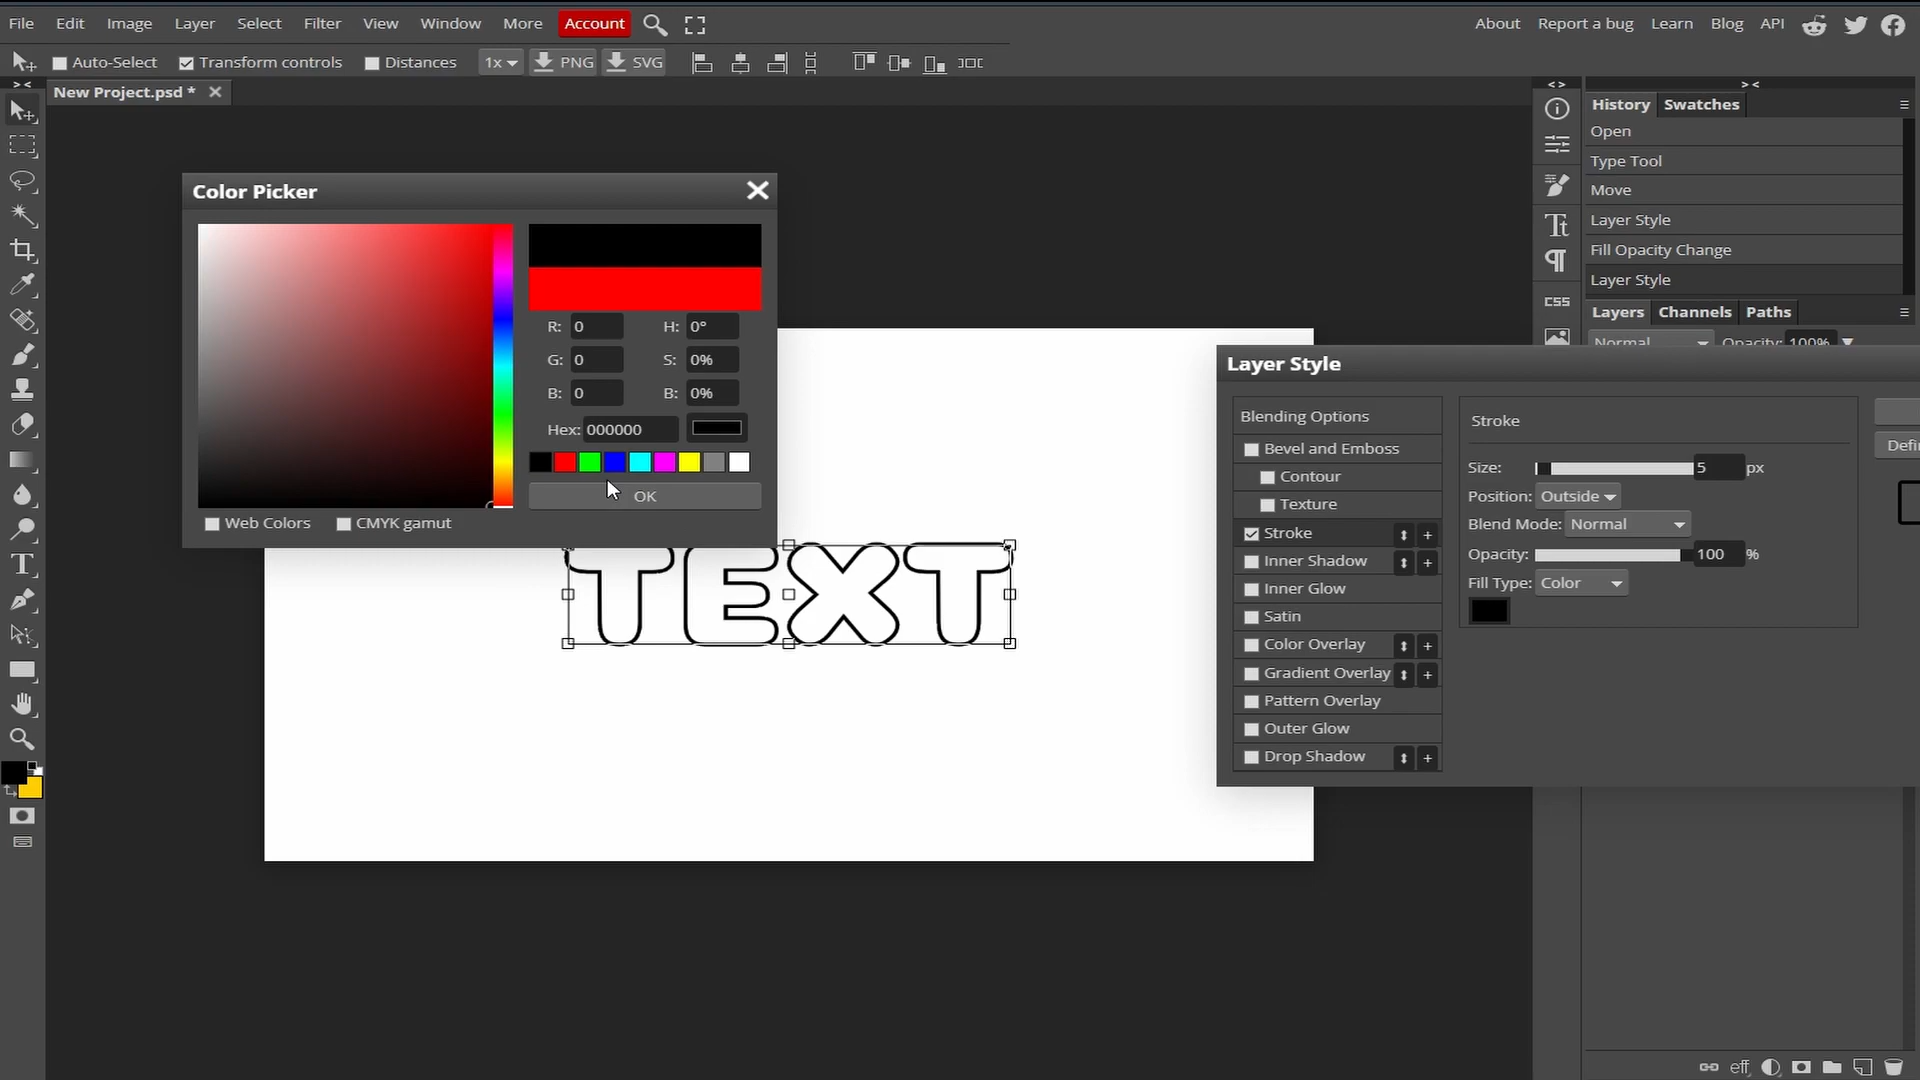 File Edit Image Layer Select Filter View Window More Account About Report a bug Learn Blog API
Auto-Select Transform controls Distances 1x PNG SVG
New Project.psd *
History Swatches
Open
Type Tool
Move
Layer Style
Fill Opacity Change
Layer Style
CSS
Layers Channels Paths
Normal Opacity: 100%
Color Picker
R: 0 H: 0°
G: 0 S: 0%
B: 0 B: 0%
Hex: 000000
OK
Web Colors CMYK gamut
TEXT
Layer Style
Blending Options
Bevel and Emboss
Contour
Texture
Stroke
Inner Shadow
Inner Glow
Satin
Color Overlay
Gradient Overlay
Pattern Overlay
Outer Glow
Drop Shadow
Stroke
Size: 5 px
Position: Outside
Blend Mode: Normal
Opacity: 100 %
Fill Type: Color
eff